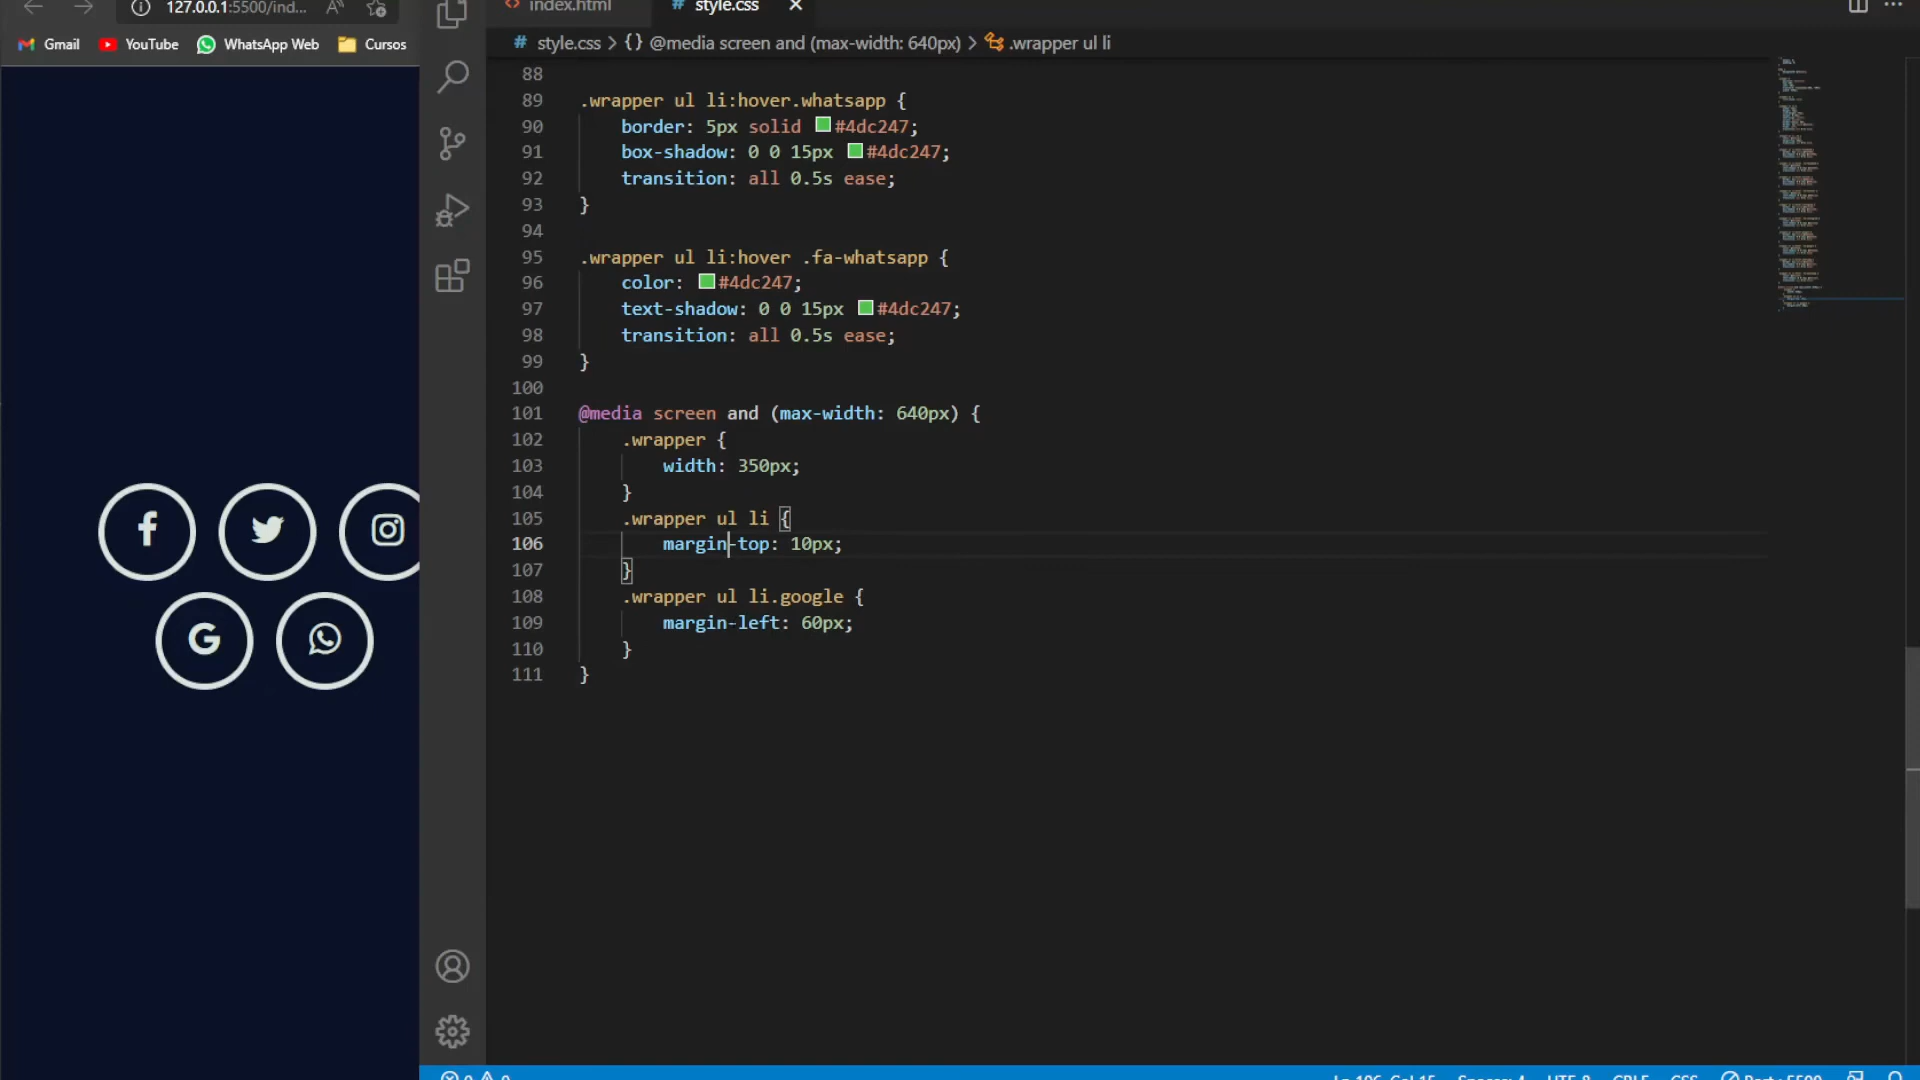 127.0.0.1:5500/ind...
Gmail YouTube WhatsApp Web Cursos
index.html style.css
# style.css > {} @media screen and (max-width: 640px) > .wrapper ul li
88
89 .wrapper ul li:hover.whatsapp {
90 border: 5px solid #4dc247;
91 box-shadow: 0 0 15px #4dc247;
92 transition: all 0.5s ease;
93 }
94
95 .wrapper ul li:hover .fa-whatsapp {
96 color: #4dc247;
97 text-shadow: 0 0 15px #4dc247;
98 transition: all 0.5s ease;
99 }
100
101 @media screen and (max-width: 640px) {
102 .wrapper {
103 width: 350px;
104 }
105 .wrapper ul li {
106 margin-top: 10px;
107 }
108 .wrapper ul li.google {
109 margin-left: 60px;
110 }
111 }